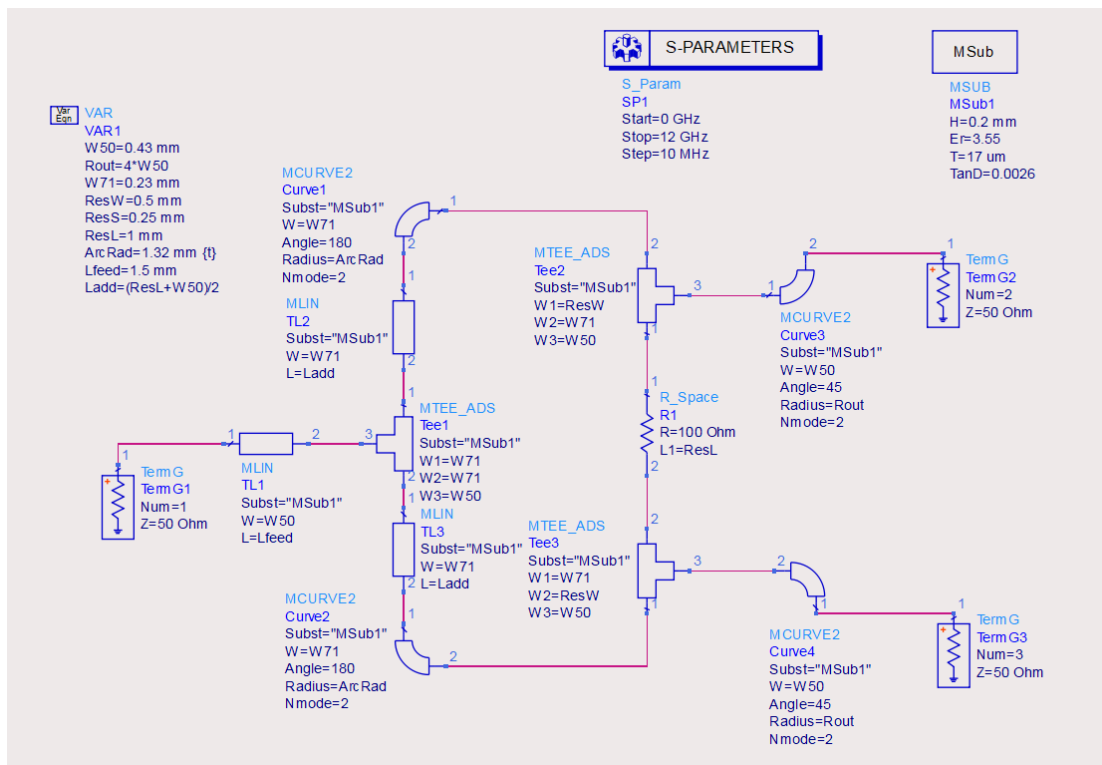 S-PARAMETERS
S_Param
SP1
Start=0 GHz
Stop=12 GHz
Step=10 MHz
MSub
MSUB
MSub1
H=0.2 mm
Er=3.55
T=17 um
TanD=0.0026
Var
Eqn
VAR
VAR1
W50=0.43 mm
Rout=4*W50
W71=0.23 mm
ResW=0.5 mm
ResS=0.25 mm
ResL=1 mm
ArcRad=1.32 mm {t}
Lfeed=1.5 mm
Ladd=(ResL+W50)/2
MCURVE2
Curve1
Subst="MSub1"
W=W71
Angle=180
Radius=ArcRad
Nmode=2
1
2
1
MLIN
TL2
Subst="MSub1"
W=W71
L=Ladd
2
1
MTEE_ADS
Tee1
Subst="MSub1"
W1=W71
W2=W71
W3=W50
3
2
1
1
2
MLIN
TL1
Subst="MSub1"
W=W50
L=Lfeed
1
TermG
TermG1
Num=1
Z=50 Ohm
MLIN
TL3
Subst="MSub1"
W=W71
L=Ladd
2
1
MCURVE2
Curve2
Subst="MSub1"
W=W71
Angle=180
Radius=ArcRad
Nmode=2
2
MTEE_ADS
Tee2
Subst="MSub1"
W1=ResW
W2=W71
W3=W50
2
3
1
1
R_Space
R1
R=100 Ohm
L1=ResL
2
MTEE_ADS
Tee3
Subst="MSub1"
W1=W71
W2=ResW
W3=W50
2
3
1
1
2
MCURVE2
Curve3
Subst="MSub1"
W=W50
Angle=45
Radius=Rout
Nmode=2
1
TermG
TermG2
Num=2
Z=50 Ohm
2
1
MCURVE2
Curve4
Subst="MSub1"
W=W50
Angle=45
Radius=Rout
Nmode=2
1
TermG
TermG3
Num=3
Z=50 Ohm